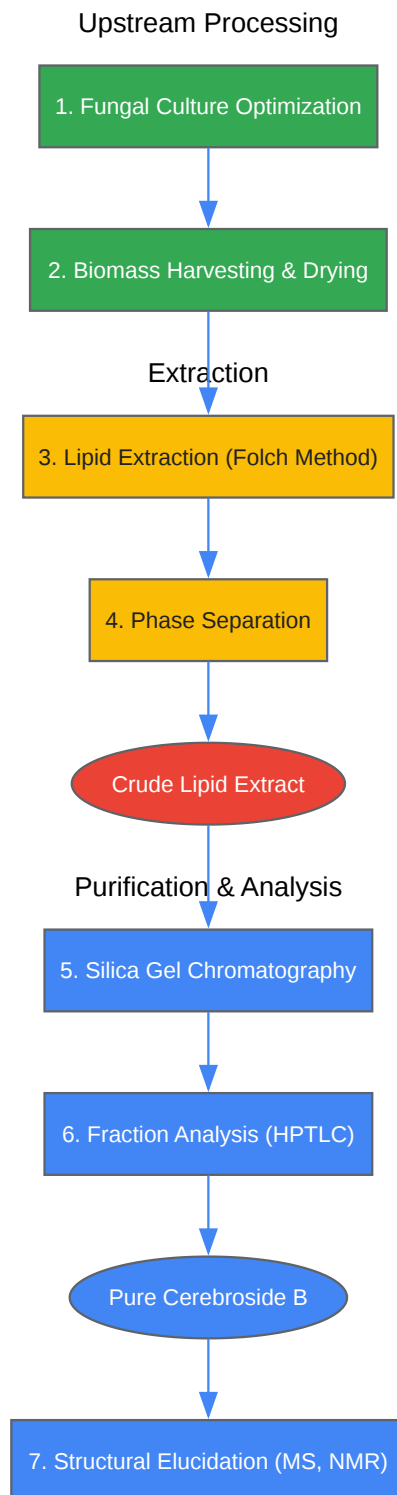 Upstream Processing
1. Fungal Culture Optimization
2. Biomass Harvesting & Drying
Extraction
3. Lipid Extraction (Folch Method)
4. Phase Separation
Crude Lipid Extract
Purification & Analysis
5. Silica Gel Chromatography
6. Fraction Analysis (HPTLC)
Pure Cerebroside B
7. Structural Elucidation (MS, NMR)